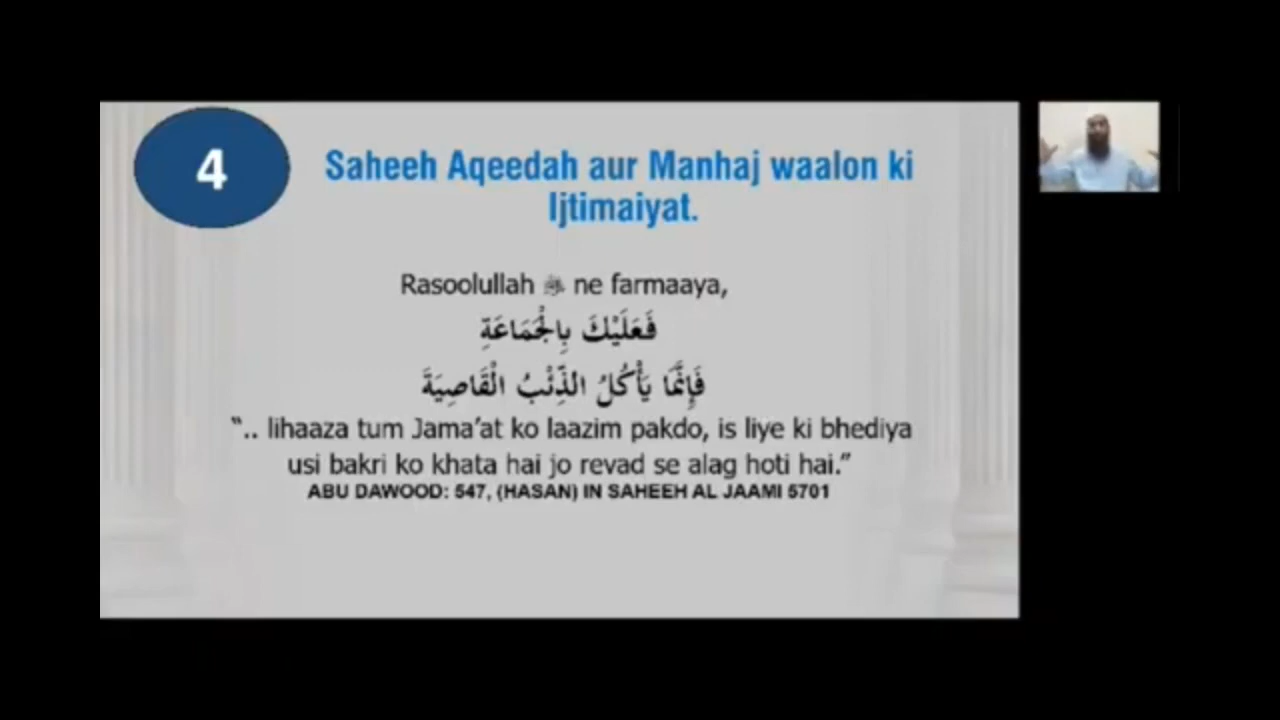 4
Saheeh Aqeedah aur Manhaj waalon ki
Ijtimaiyat.
Rasoolullah ﷺ ne farmaaya,
فَعَلَيْكَ بِالْجَمَاعَةِ
فَإِنَّمَا يَأْكُلُ الذِّئْبُ الْقَاصِيَةَ
".. lihaaza tum Jama'at ko laazim pakdo, is liye ki bhediya
usi bakri ko khata hai jo revad se alag hoti hai."
ABU DAWOOD: 547, (HASAN) IN SAHEEH AL JAAMI 5701